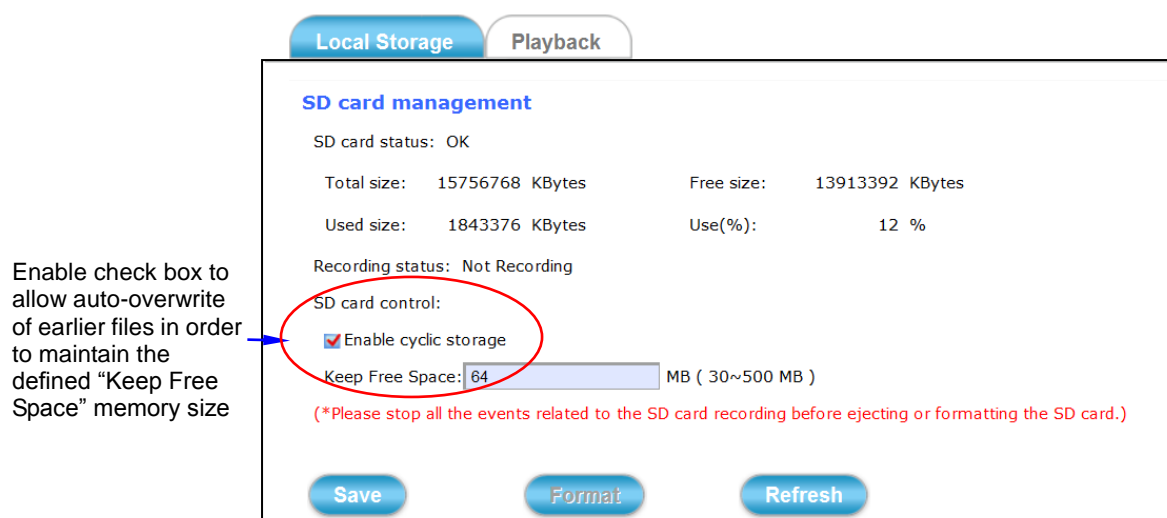 Local Storage
Playback
SD card management
SD card status: OK
Total size: 15756768 KBytes Free size: 13913392 KBytes
Used size: 1843376 KBytes Use(%): 12 %
Recording status: Not Recording
SD card control:
Enable cyclic storage
Keep Free Space: 64 MB ( 30~500 MB )
(*Please stop all the events related to the SD card recording before ejecting or formatting the SD card.)
Save
Format
Refresh
Enable check box to
allow auto-overwrite
of earlier files in order
to maintain the
defined “Keep Free
Space” memory size